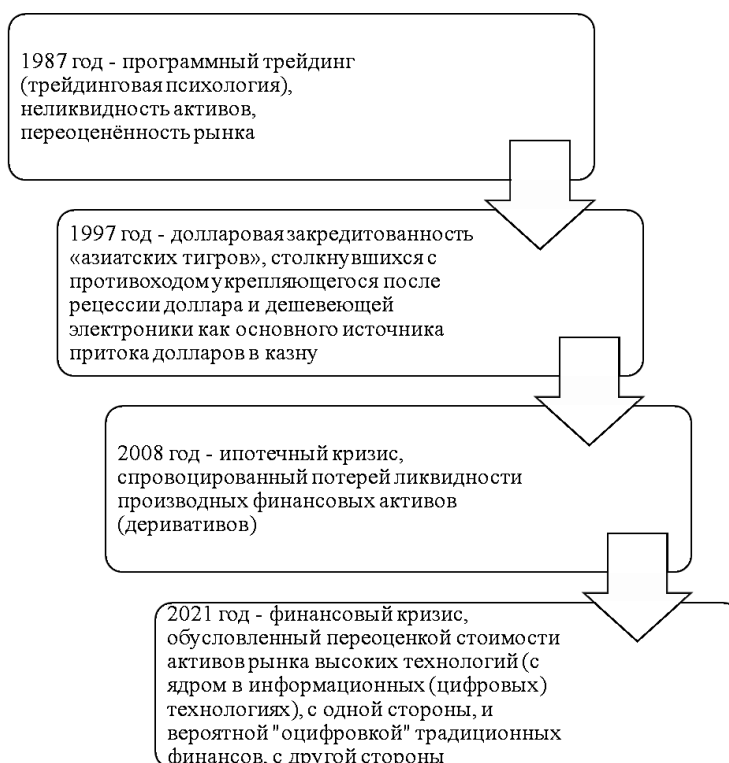 1987 год - программный трейдинг
(трейдинговая психология),
неликвидность активов,
переоценённость рынка
1997 год - долларовая закредитованность
«азиатских тигров», столкнувшихся с
противоходом укрепляющегося после
рецессии доллара и дешевеющей
электроники как основного источника
притока долларов в казну
2008 год - ипотечный кризис,
спровоцированный потерей ликвидности
производных финансовых активов
(деривативов)
2021 год - финансовый кризис,
обусловленный переоценкой стоимости
активов рынка высоких технологий (с
ядром в информационных (цифровых)
технологиях), с одной стороны, и
вероятной "оцифровкой" традиционных
финансов, с другой стороны